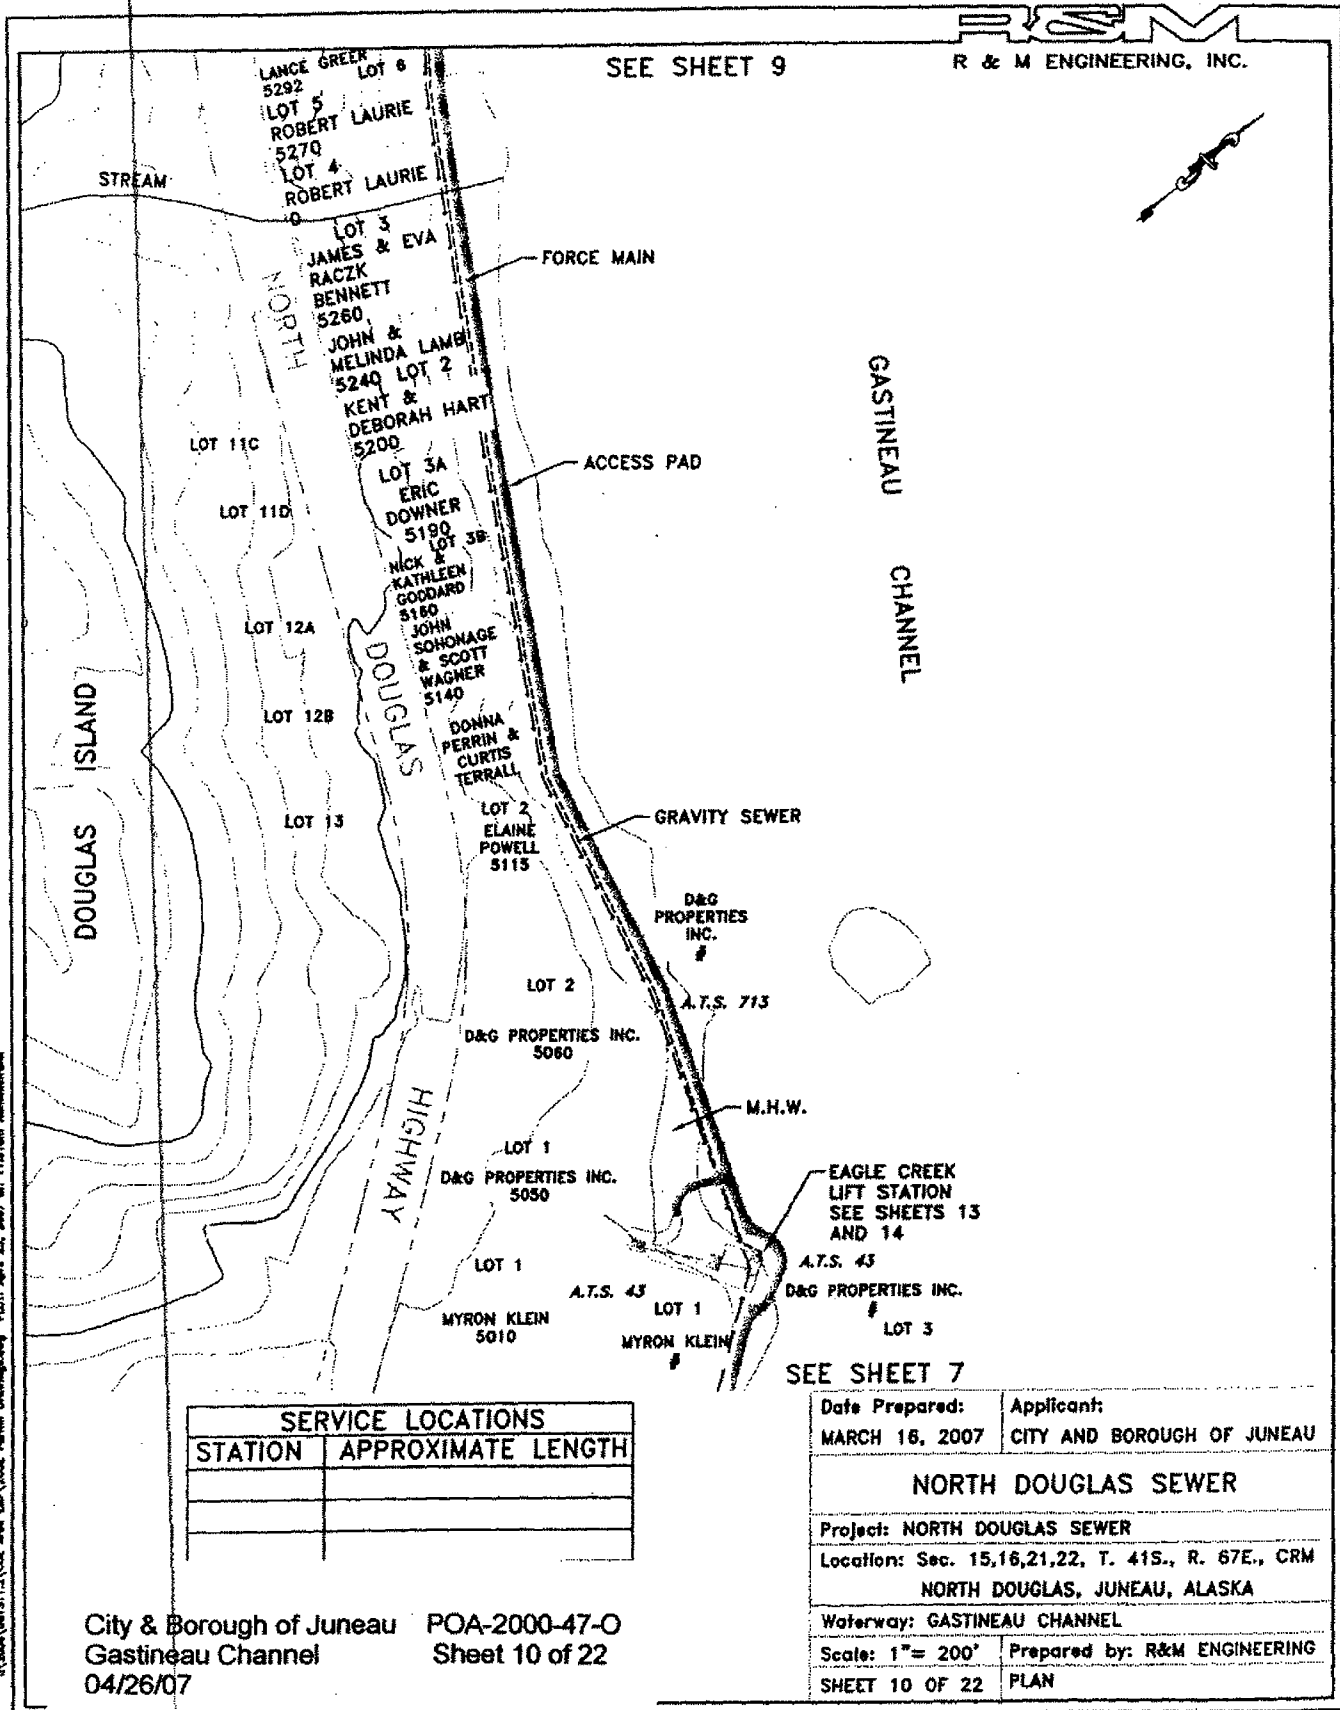 R&M
R & M ENGINEERING, INC.
SEE SHEET 9
LANCE GREER
5292
LOT 6
LOT 5
ROBERT LAURIE
5270
LOT 4
ROBERT LAURIE
0
STREAM
LOT 3
JAMES & EVA
RACZK
BENNETT
5260
JOHN &
MELINDA LAMB
5240 LOT 2
KENT &
DEBORAH HART
5200
LOT 3A
ERIC
DOWNER
5190
LOT 3B
NICK &
KATHLEEN
GODDARD
5160
JOHN
SOHONAGE
& SCOTT
WAGNER
5140
DONNA
PERRIN &
CURTIS
TERRALL
LOT 2
ELAINE
POWELL
5115
FORCE MAIN
ACCESS PAD
GRAVITY SEWER
GASTINEAU CHANNEL
NORTH DOUGLAS HIGHWAY
DOUGLAS ISLAND
LOT 11C
LOT 11D
LOT 12A
LOT 12B
LOT 13
D&G
PROPERTIES
INC.
#
A.T.S. 713
LOT 2
D&G PROPERTIES INC.
5060
M.H.W.
LOT 1
D&G PROPERTIES INC.
5050
EAGLE CREEK
LIFT STATION
SEE SHEETS 13
AND 14
A.T.S. 43
D&G PROPERTIES INC.
#
LOT 3
LOT 1
MYRON KLEIN
5010
A.T.S. 43
LOT 1
MYRON KLEIN
#
SEE SHEET 7
SERVICE LOCATIONS
STATION APPROXIMATE LENGTH
Date Prepared:
MARCH 16, 2007
Applicant:
CITY AND BOROUGH OF JUNEAU
NORTH DOUGLAS SEWER
Project: NORTH DOUGLAS SEWER
Location: Sec. 15,16,21,22, T. 41S., R. 67E., CRM
NORTH DOUGLAS, JUNEAU, ALASKA
Waterway: GASTINEAU CHANNEL
Scale: 1"= 200'
Prepared by: R&M ENGINEERING
SHEET 10 OF 22
PLAN
City & Borough of Juneau POA-2000-47-O
Gastineau Channel Sheet 10 of 22
04/26/07